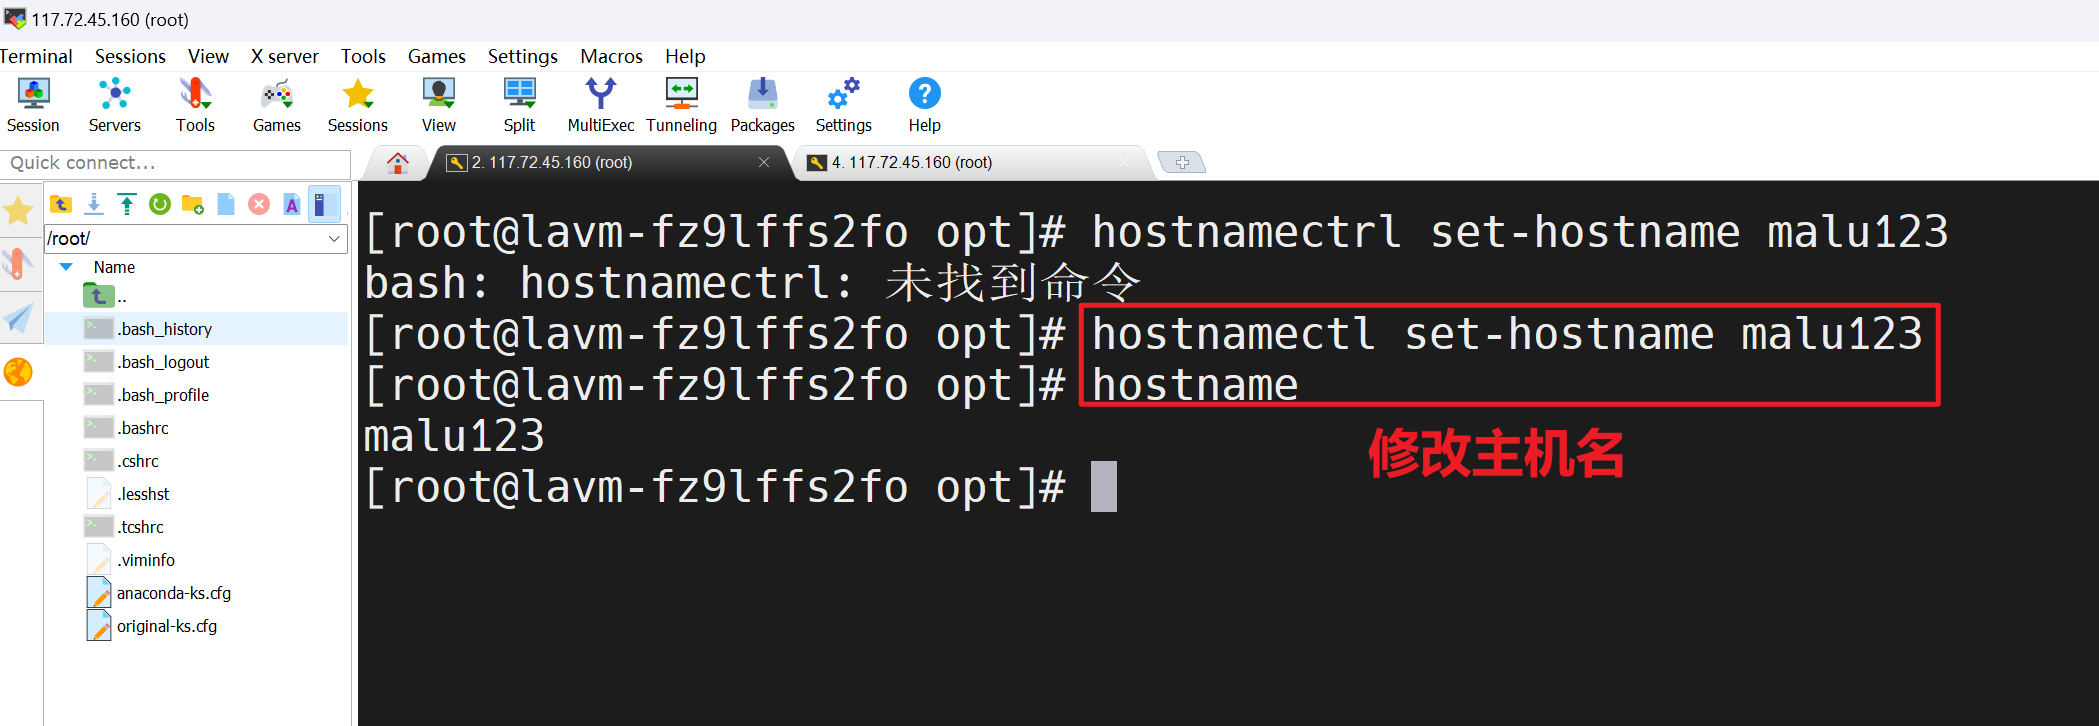 117.72.45.160 (root)
Terminal Sessions View X server Tools Games Settings Macros Help
Session Servers Tools Games Sessions View Split MultiExec Tunneling Packages Settings Help
Quick connect...
2. 117.72.45.160 (root)
4. 117.72.45.160 (root)
/root/
Name
..
.bash_history
.bash_logout
.bash_profile
.bashrc
.cshrc
.lesshst
.tcshrc
.viminfo
anaconda-ks.cfg
original-ks.cfg
[root@lavm-fz9lffs2fo opt]# hostnamectrl set-hostname malu123
bash: hostnamectrl: 未找到命令
[root@lavm-fz9lffs2fo opt]# hostnamectl set-hostname malu123
[root@lavm-fz9lffs2fo opt]# hostname
malu123
[root@lavm-fz9lffs2fo opt]#
修改主机名